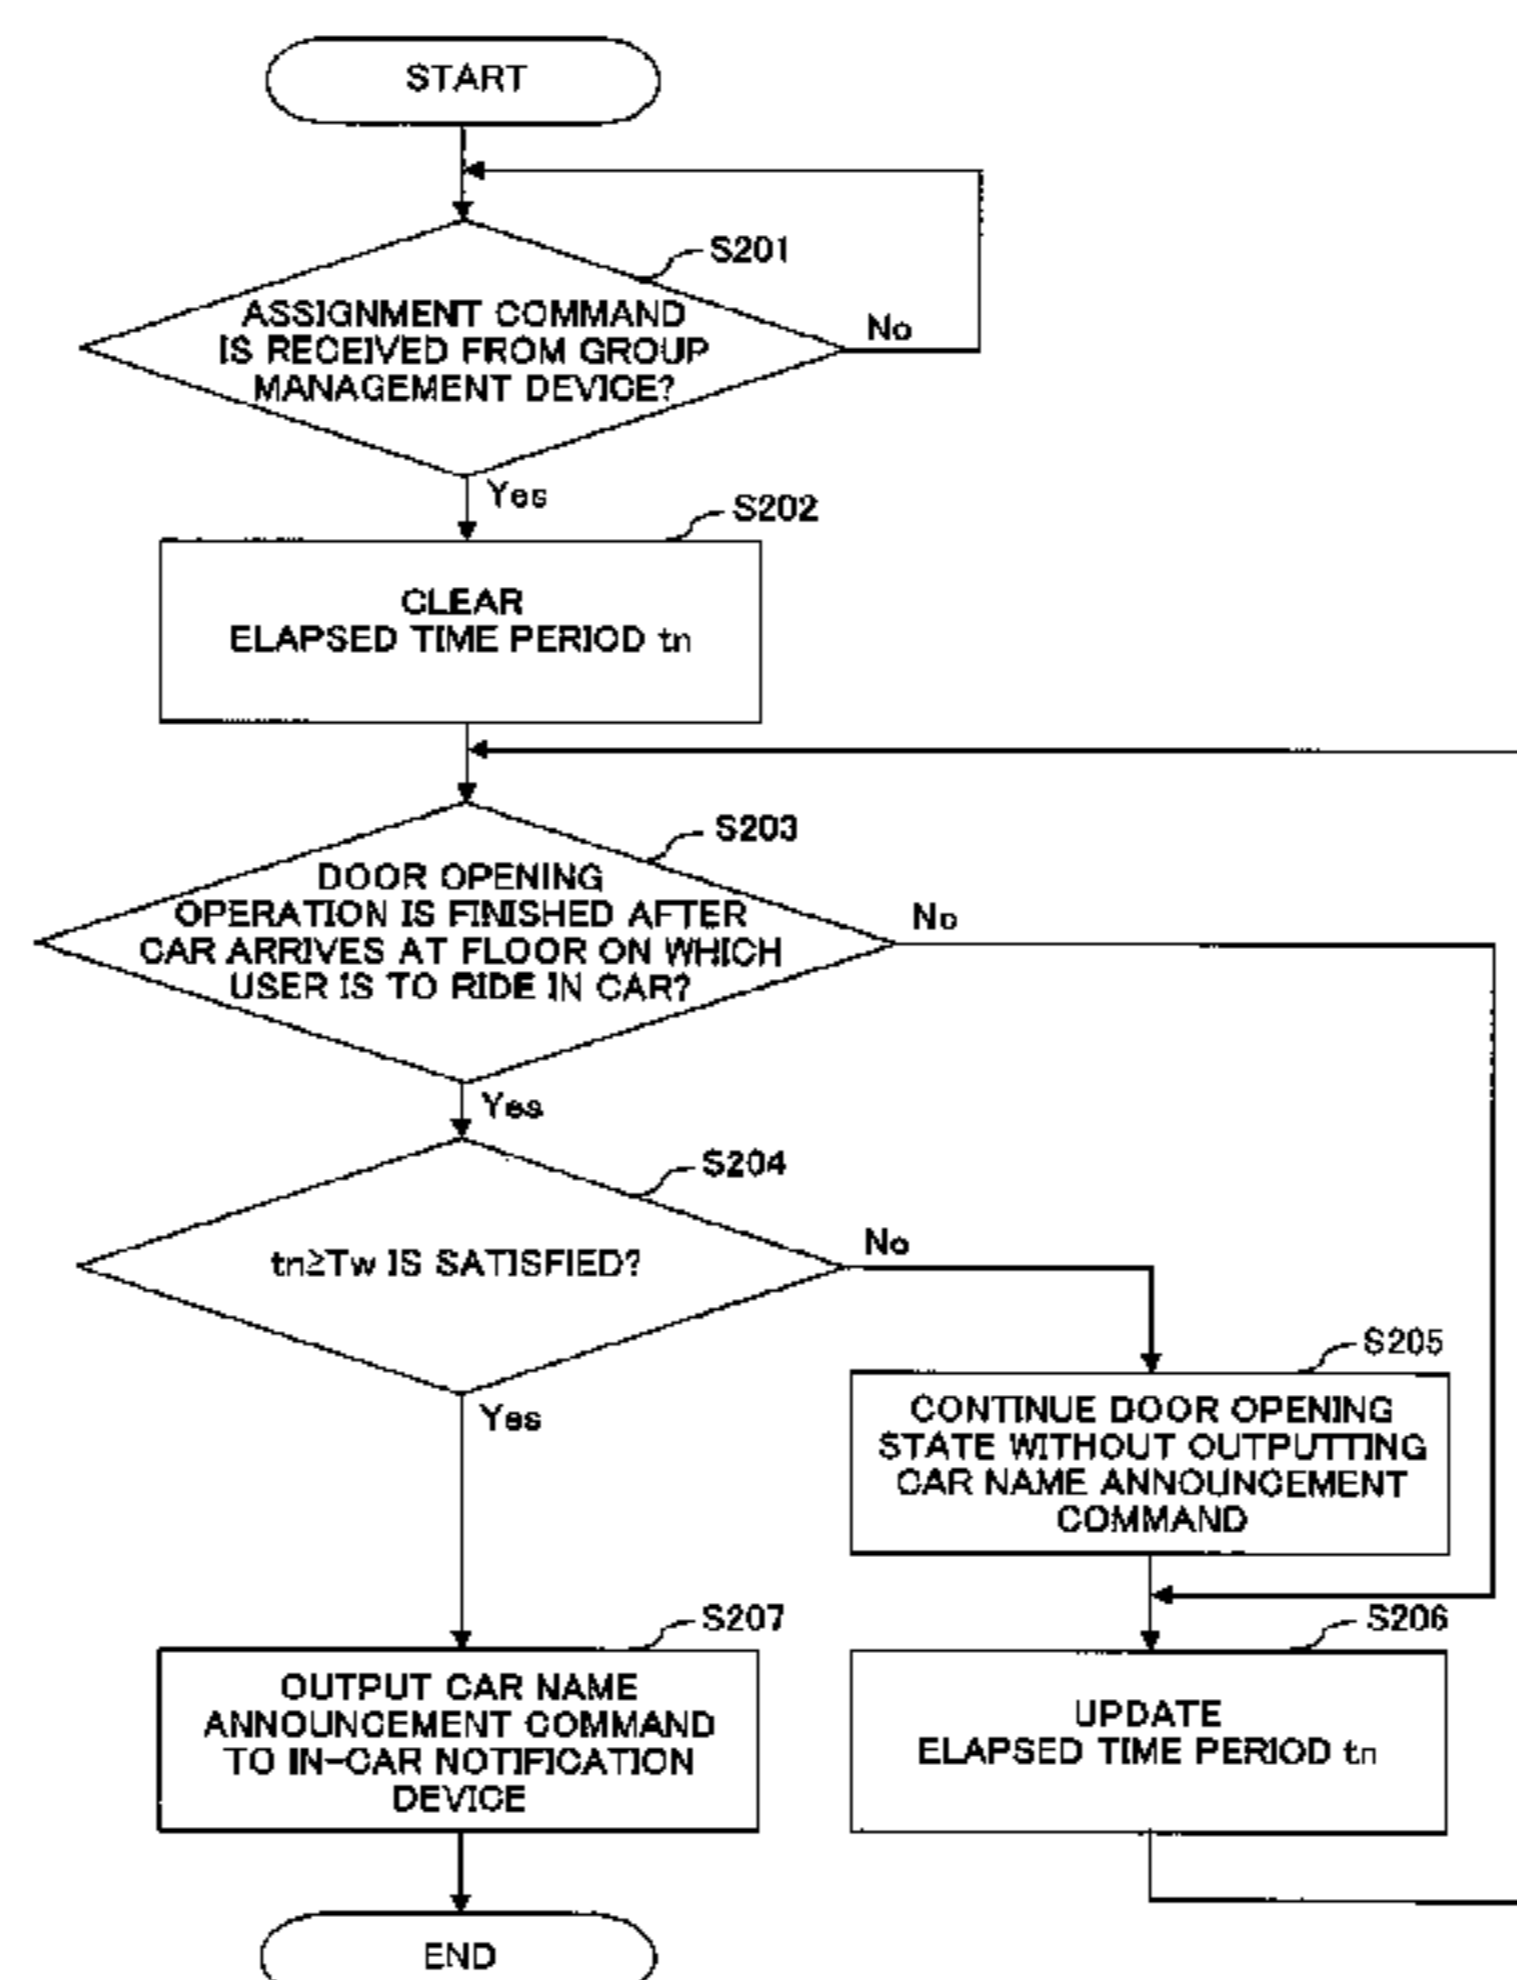 START
S201
ASSIGNMENT COMMAND
IS RECEIVED FROM GROUP
MANAGEMENT DEVICE?
No
Yes
S202
CLEAR
ELAPSED TIME PERIOD tn
S203
DOOR OPENING
OPERATION IS FINISHED AFTER
CAR ARRIVES AT FLOOR ON WHICH
USER IS TO RIDE IN CAR?
No
Yes
S204
tn≥Tw IS SATISFIED?
No
Yes
S205
CONTINUE DOOR OPENING
STATE WITHOUT OUTPUTTING
CAR NAME ANNOUNCEMENT
COMMAND
S207
OUTPUT CAR NAME
ANNOUNCEMENT COMMAND
TO IN-CAR NOTIFICATION
DEVICE
S206
UPDATE
ELAPSED TIME PERIOD tn
END